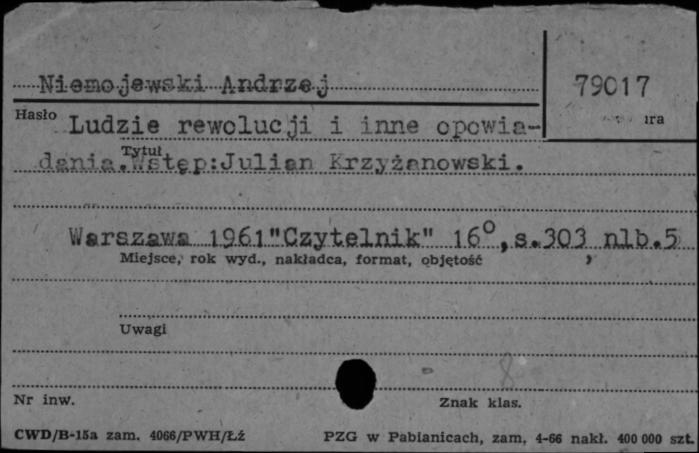 Niemojewski Andrzej
79017
Hasło
Ludzie rewolucji i inne opowia-
Tytuł
dania.Wstęp:Julian Krzyżanowski.
Warszawa 1961"Czytelnik" 16°,s.303 nlb.5
Miejsce, rok wyd., nakładca, format, objętość
Uwagi
8
Nr inw.
Znak klas.
CWD/B-15a zam. 4066/PWH/Łź
PZG w Pabianicach, zam. 4-66 nakł. 400 000 szt.